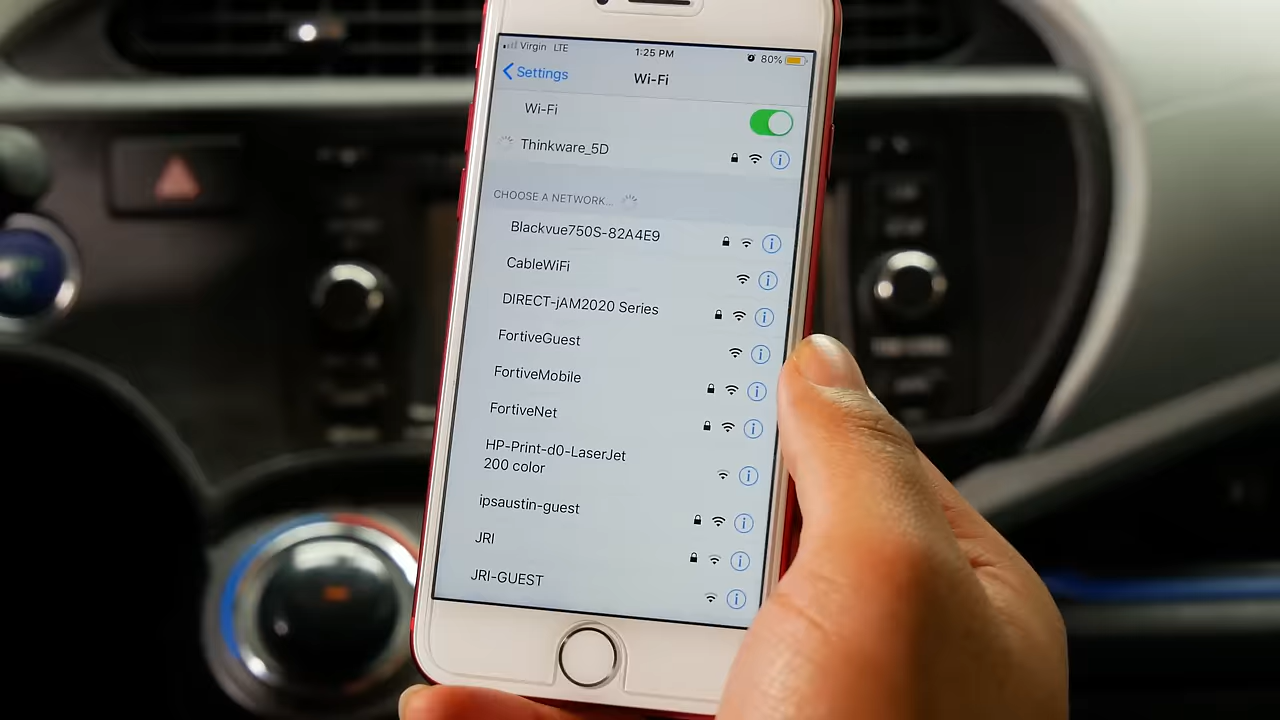 Virgin LTE 1:25 PM 80%
Settings Wi-Fi
Wi-Fi
Thinkware_5D
CHOOSE A NETWORK...
Blackvue750S-82A4E9
CableWiFi
DIRECT-jAM2020 Series
FortiveGuest
FortiveMobile
FortiveNet
HP-Print-d0-LaserJet
200 color
ipsaustin-guest
JRI
JRI-GUEST